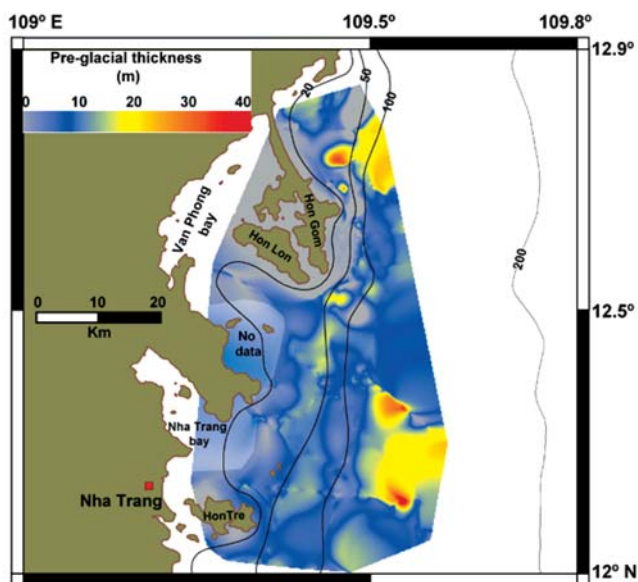 109° E
109.5°
109.8°
12.9°
Pre-glacial thickness
(m)
0 10 20 30 40
20
50
100
Van Phong
bay
Hon Gom
Hon Lon
200
0 10 20
Km
12.5°
No
data
Nha Trang
bay
Nha Trang
HonTre
12° N